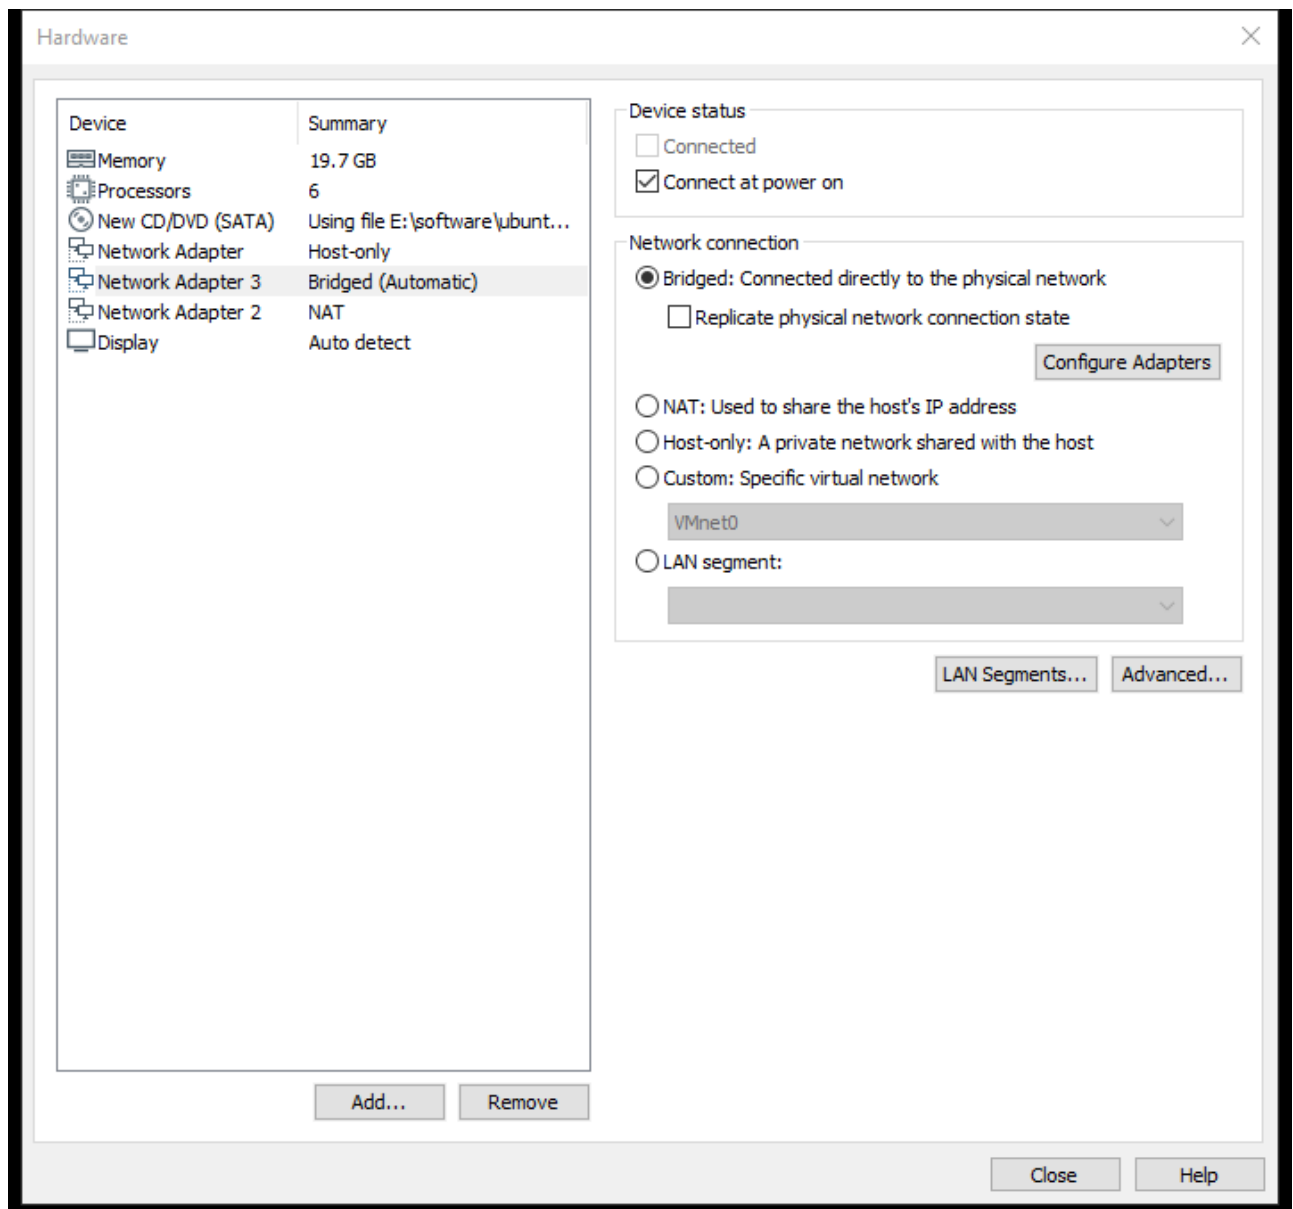 Hardware
Device Summary
Memory 19.7 GB
Processors 6
New CD/DVD (SATA) Using file E:\software\ubunt...
Network Adapter Host-only
Network Adapter 3 Bridged (Automatic)
Network Adapter 2 NAT
Display Auto detect
Add... Remove
Device status
Connected
Connect at power on
Network connection
Bridged: Connected directly to the physical network
Replicate physical network connection state
Configure Adapters
NAT: Used to share the host's IP address
Host-only: A private network shared with the host
Custom: Specific virtual network
VMnet0
LAN segment:
LAN Segments... Advanced...
Close Help